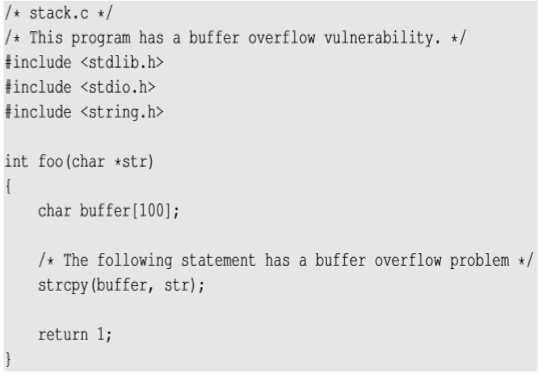 /* stack.c */
/* This program has a buffer overflow vulnerability. */
#include <stdlib.h>
#include <stdio.h>
#include <string.h>

int foo(char *str)
{
    char buffer[100];

    /* The following statement has a buffer overflow problem */
    strcpy(buffer, str);

    return 1;
}